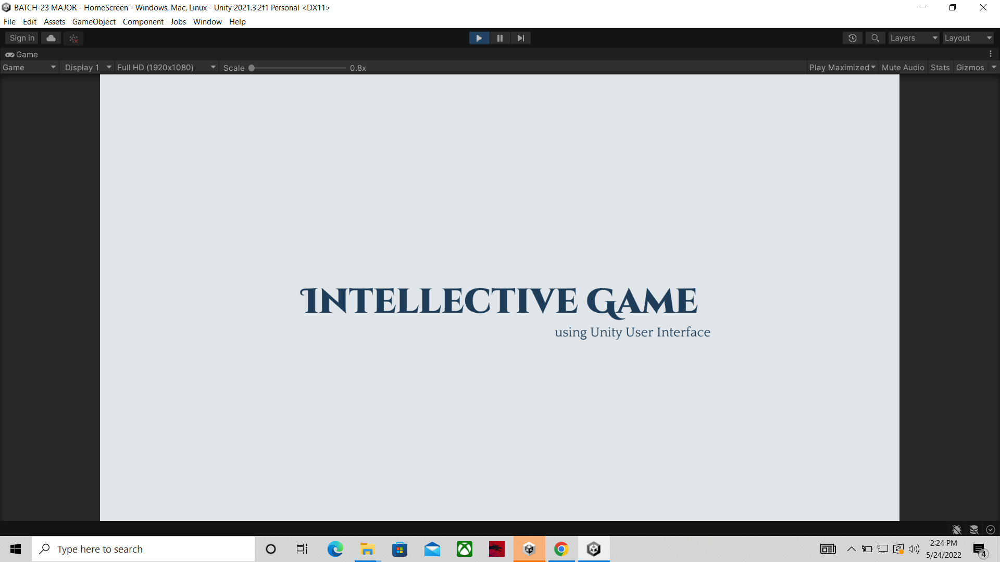 BATCH-23 MAJOR - HomeScreen - Windows, Mac, Linux - Unity 2021.3.2f1 Personal <DX11>
File Edit Assets GameObject Component Jobs Window Help
Sign in Layers Layout
Game
Game Display 1 Full HD (1920x1080) Scale 0.8x Play Maximized Mute Audio Stats Gizmos
Intellective Game
using Unity User Interface
Type here to search
2:24 PM
5/24/2022
4